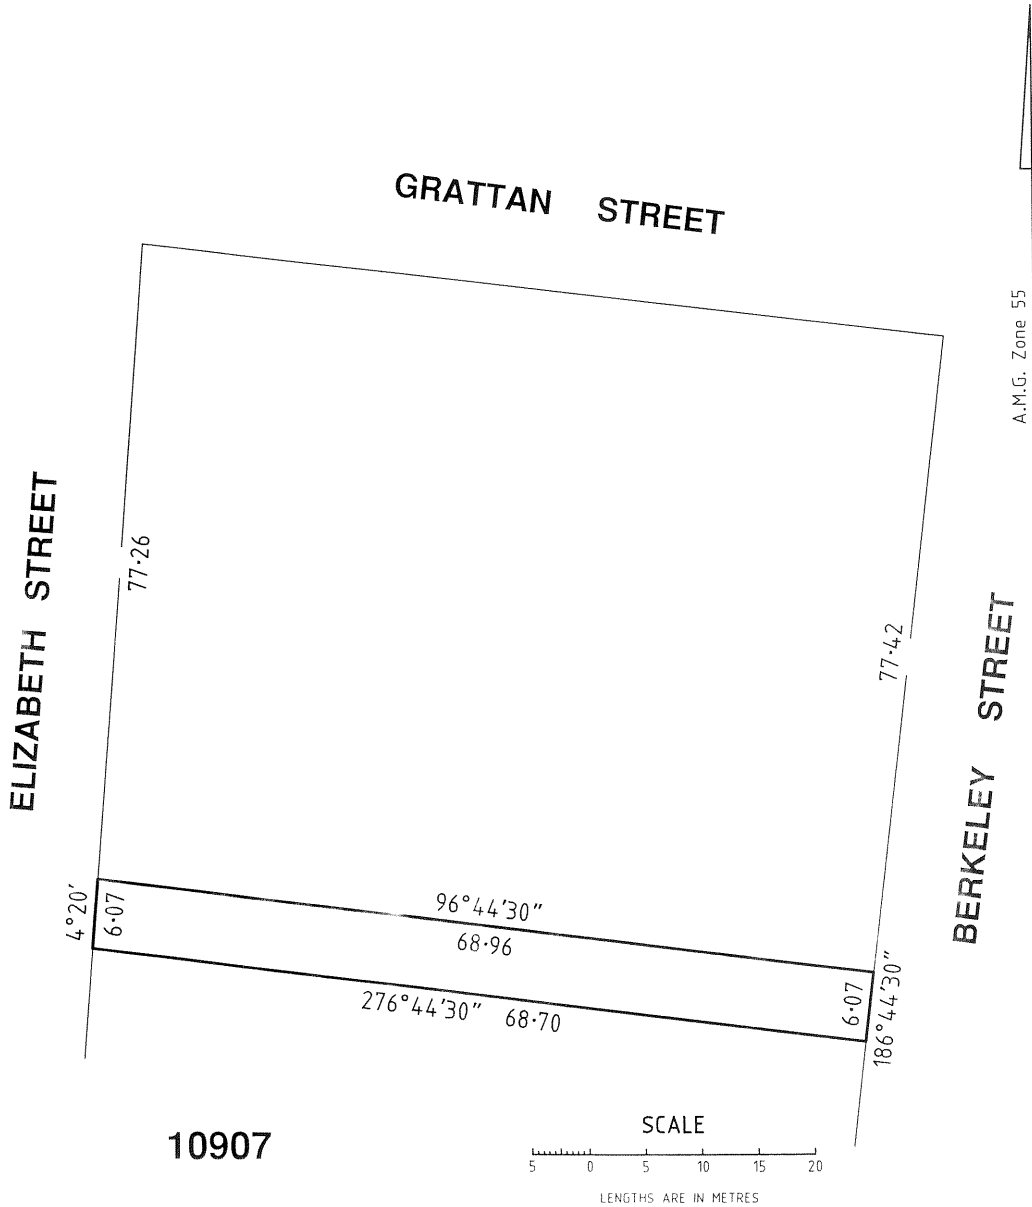 GRATTAN STREET
A.M.G. Zone 55
ELIZABETH STREET
77·26
77·42
BERKELEY STREET
4°20'
6·07
96°44'30"
68·96
276°44'30" 68·70
6·07
186°44'30"
10907
SCALE
5 0 5 10 15 20
LENGTHS ARE IN METRES